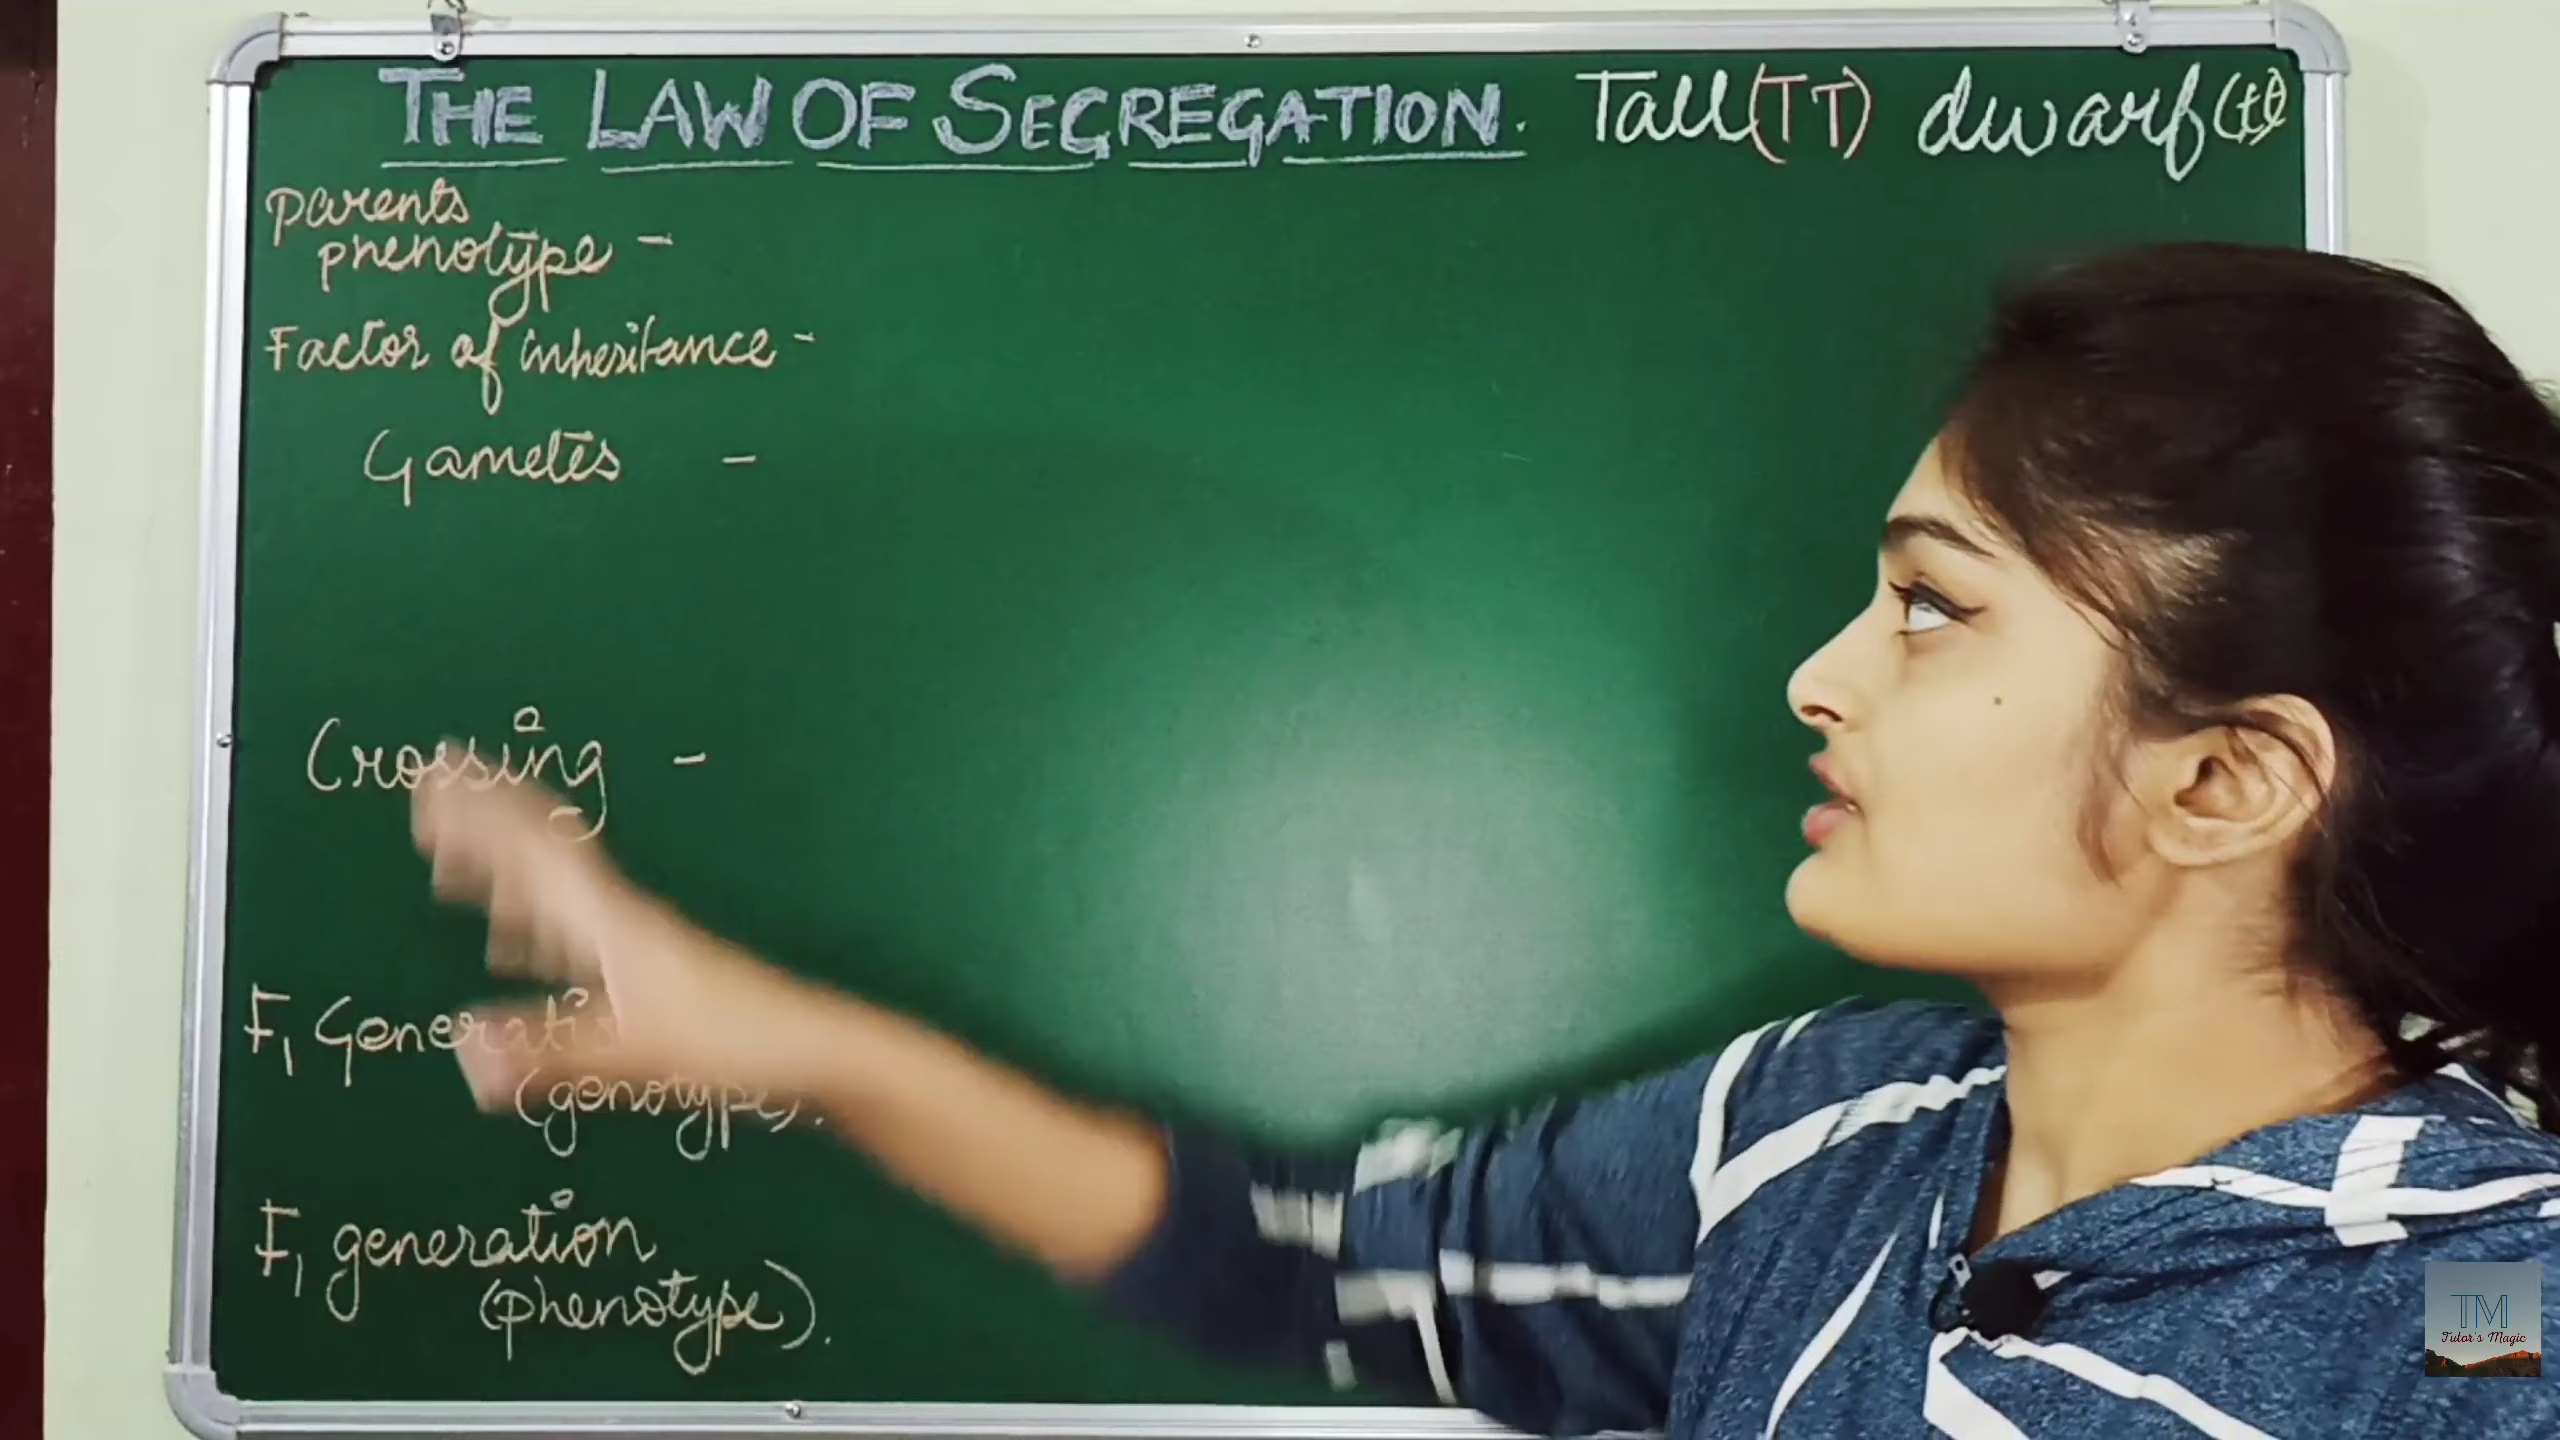 THE LAW OF SEGREGATION. Tall (TT) dwarf (tt)
Parents
phenotype -
Factor of inheritance -
Gametes -
Crossing -
F1 Generation
(genotype).
F1 generation
(phenotype).
TM
Tutor's Magic